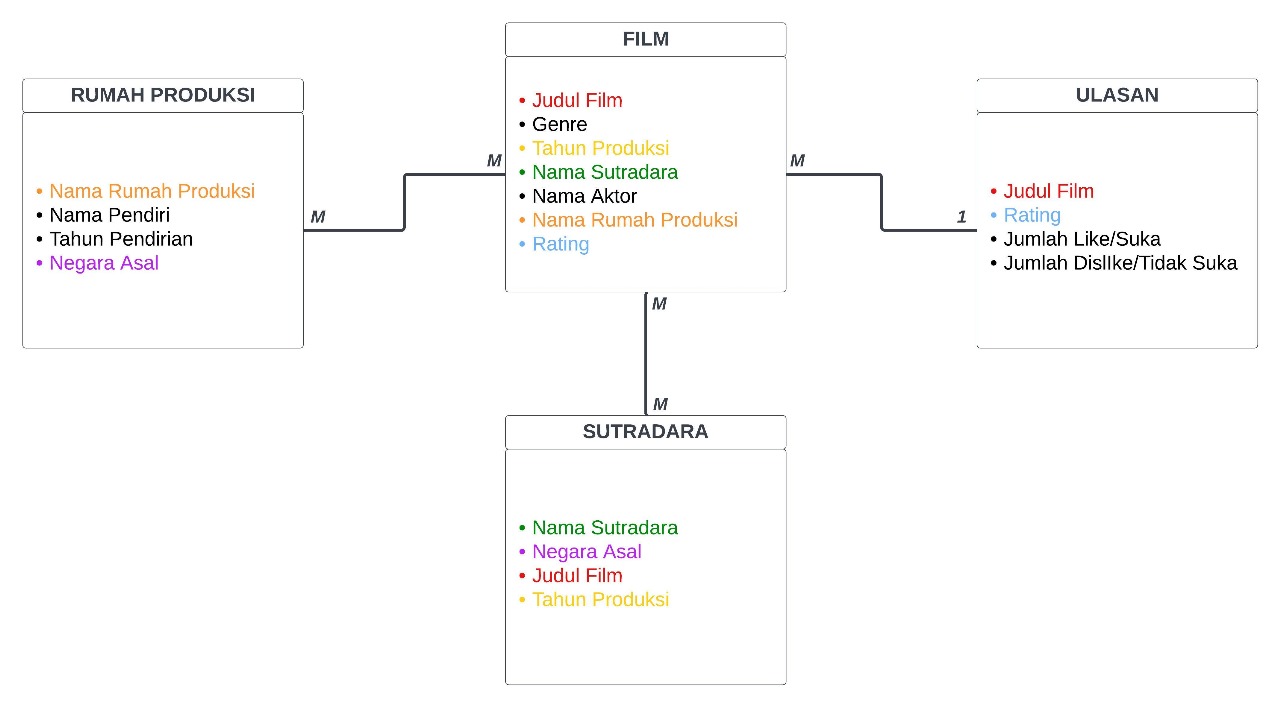 FILM
• Judul Film
• Genre
• Tahun Produksi
• Nama Sutradara
• Nama Aktor
• Nama Rumah Produksi
• Rating
RUMAH PRODUKSI
• Nama Rumah Produksi
• Nama Pendiri
• Tahun Pendirian
• Negara Asal
M
M
ULASAN
• Judul Film
• Rating
• Jumlah Like/Suka
• Jumlah DislIke/Tidak Suka
M
1
M
M
SUTRADARA
• Nama Sutradara
• Negara Asal
• Judul Film
• Tahun Produksi